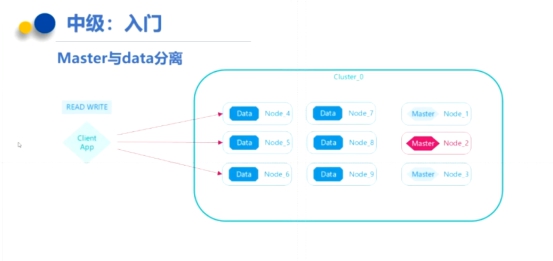 中级：入门
Master与data分离
Cluster_0
READ WRITE
Client
App
Data Node_4
Data Node_7
Master Node_1
Data Node_5
Data Node_8
Master Node_2
Data Node_6
Data Node_9
Master Node_3